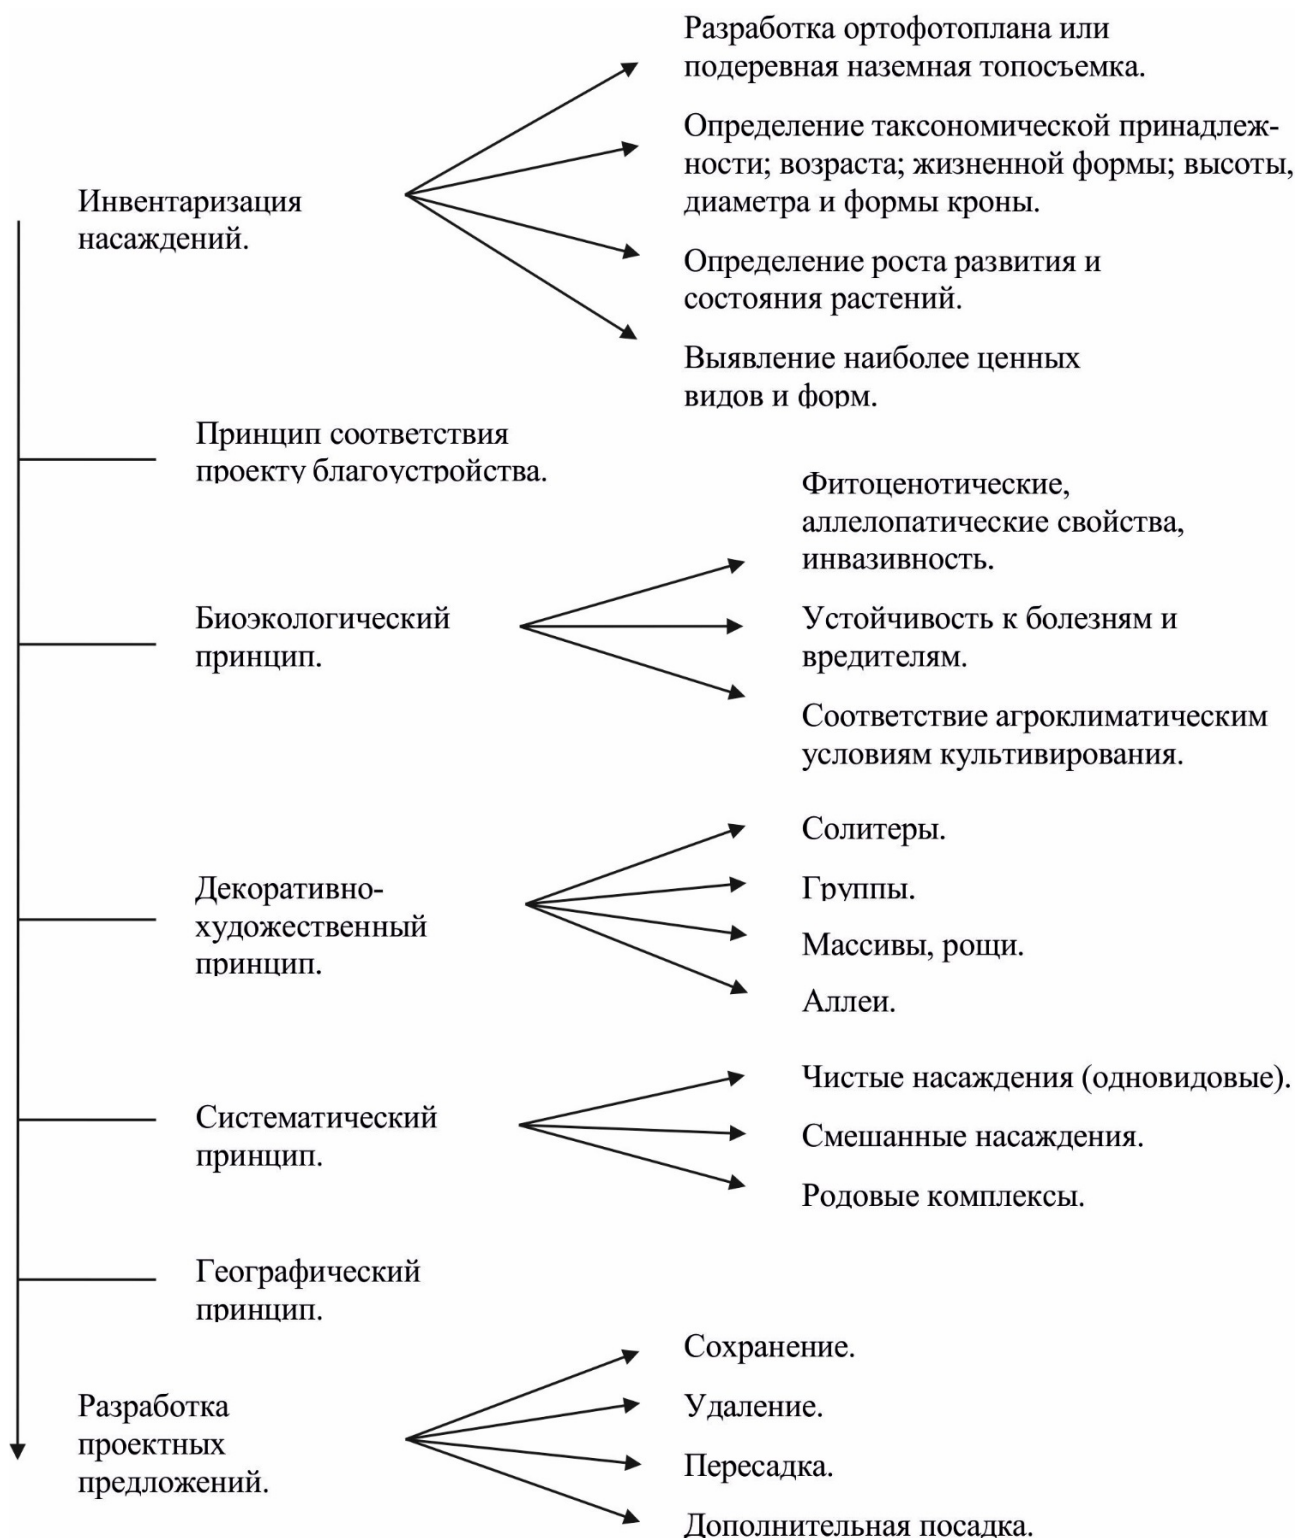 Разработка ортофотоплана или
подеревная наземная топосъемка.
Определение таксономической принадлеж-
ности; возраста; жизненной формы; высоты,
диаметра и формы кроны.
Инвентаризация
насаждений.
Определение роста развития и
состояния растений.
Выявление наиболее ценных
видов и форм.
Принцип соответствия
проекту благоустройства.
Фитоценотические,
аллелопатические свойства,
инвазивность.
Биоэкологический
принцип.
Устойчивость к болезням и
вредителям.
Соответствие агроклиматическим
условиям культивирования.
Солитеры.
Группы.
Декоративно-
художественный
принцип.
Массивы, рощи.
Аллеи.
Чистые насаждения (одновидовые).
Систематический
принцип.
Смешанные насаждения.
Родовые комплексы.
Географический
принцип.
Сохранение.
Разработка
проектных
предложений.
Удаление.
Пересадка.
Дополнительная посадка.